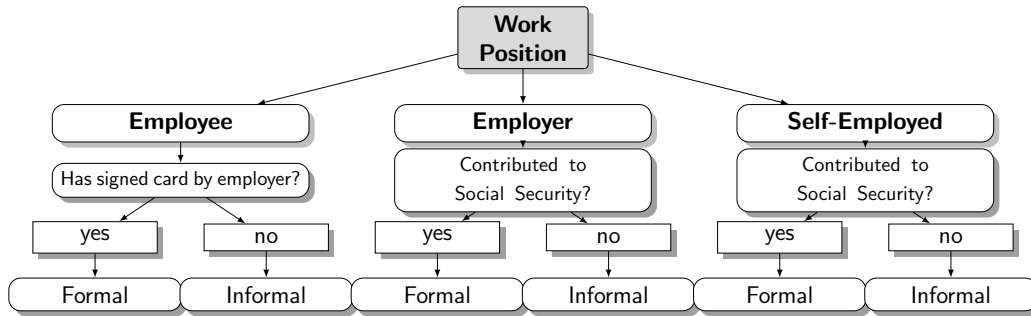 Work
Position
Employee
Employer
Self-Employed
Has signed card by employer?
Contributed to
Social Security?
Contributed to
Social Security?
yes
no
yes
no
yes
no
Formal
Informal
Formal
Informal
Formal
Informal